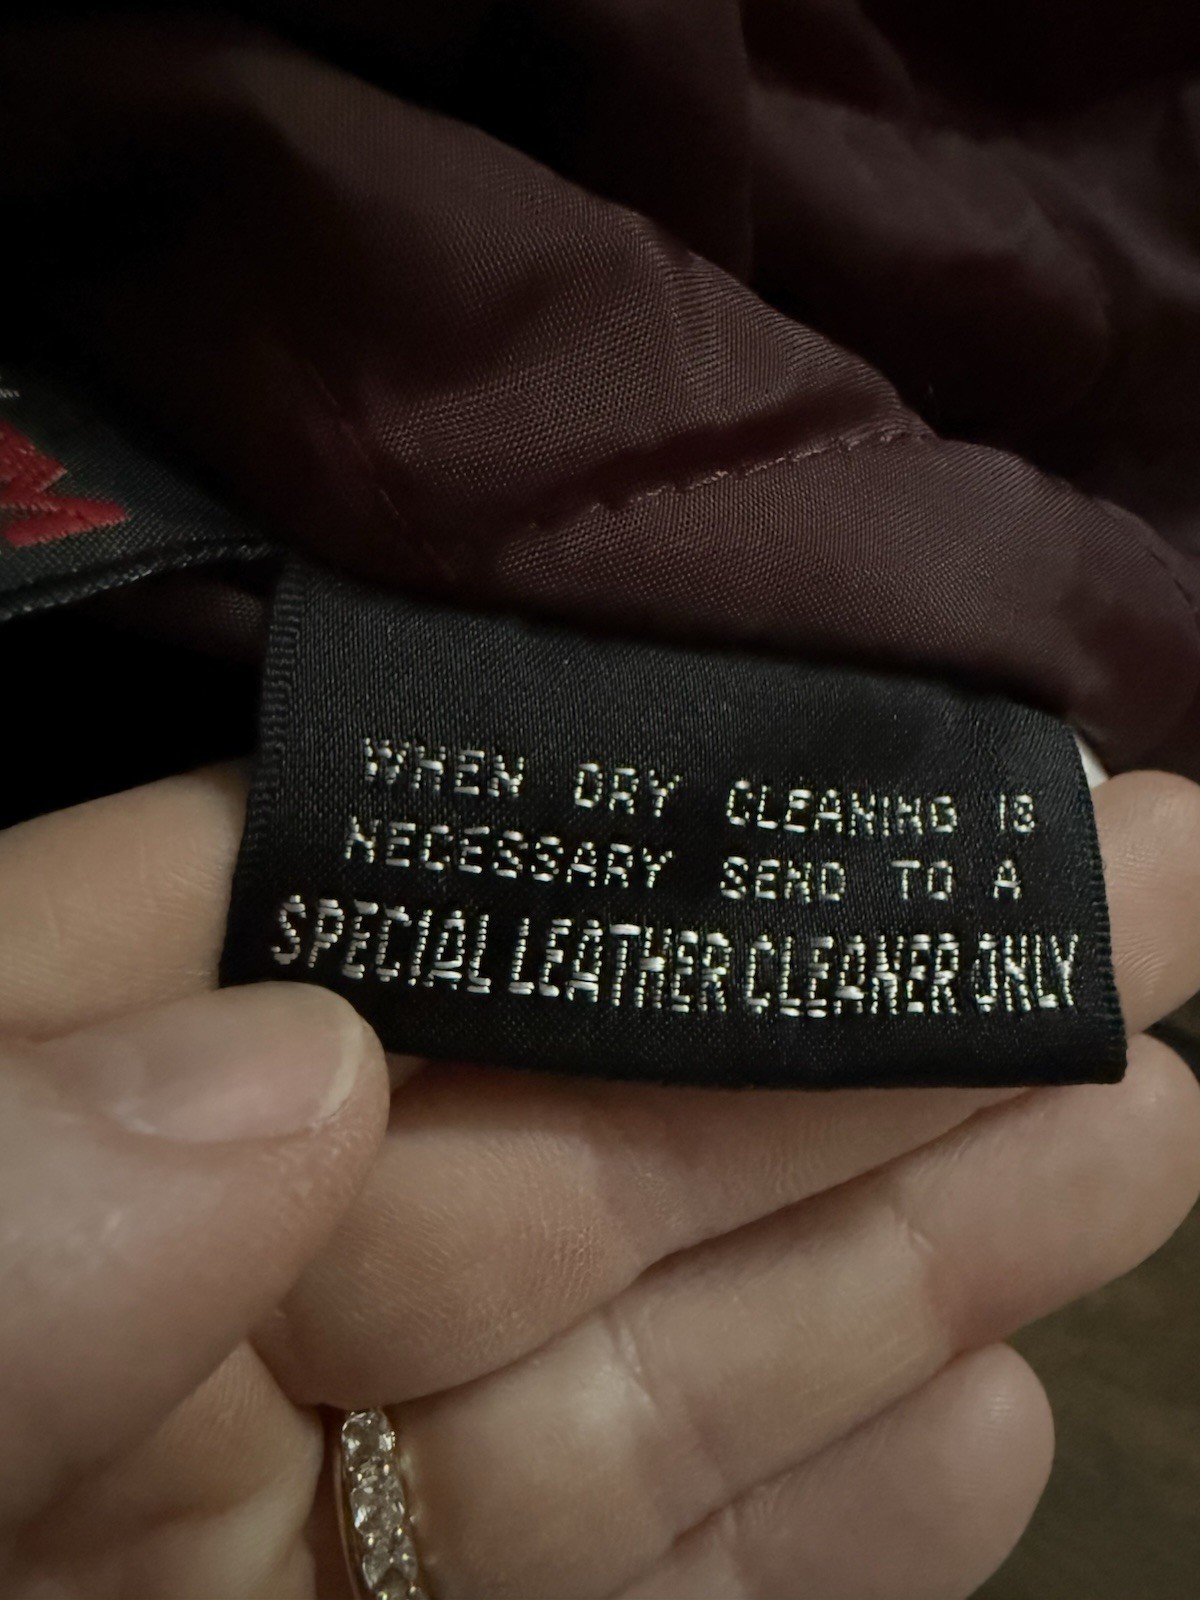 WHEN DRY CLEANING IS
NECESSARY SEND TO A
SPECIAL LEATHER CLEANER ONLY